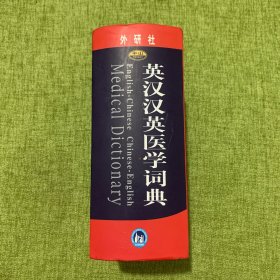 外研社
英汉汉英医学词典
English-Chinese Chinese-English
Medical Dictionary